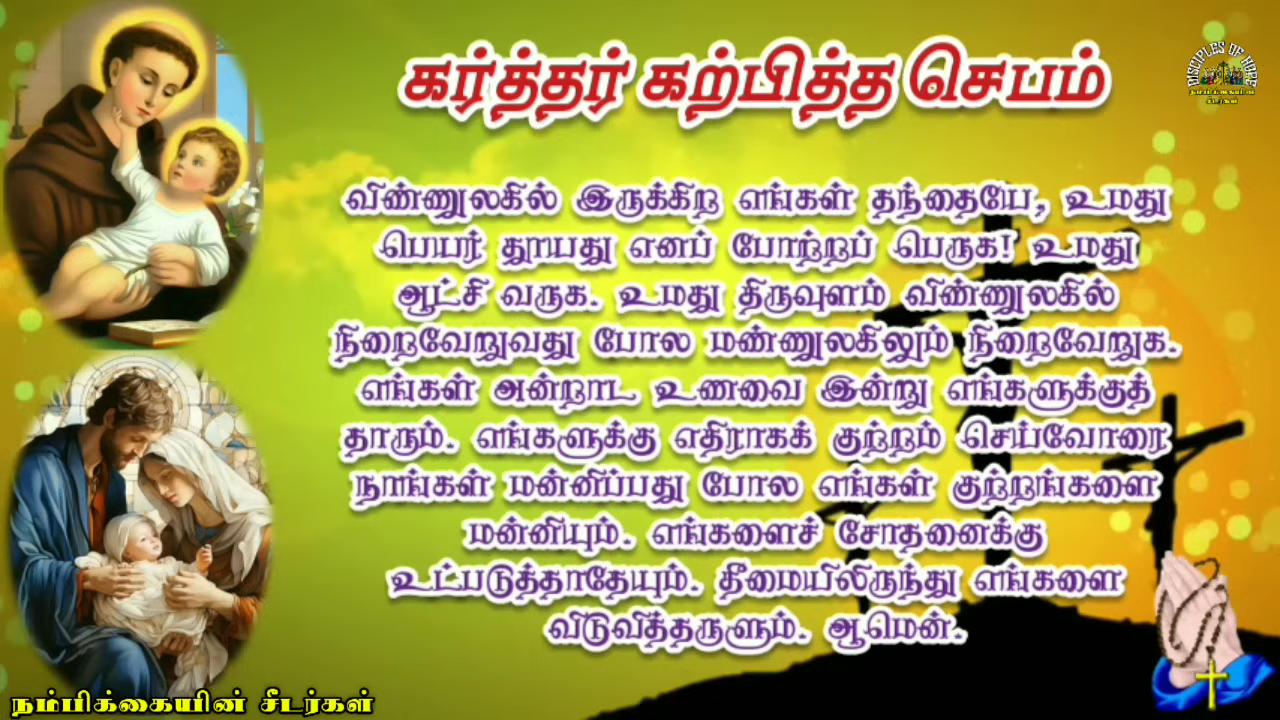 கர்த்தர் கற்பித்த செபம்
DISCIPLES OF HOPE
நம்பிக்கையின்
சீடர்கள்
விண்ணுலகில் இருக்கிற எங்கள் தந்தையே, உமது
பெயர் தூயது எனப் போற்றப் பெருக! உமது
ஆட்சி வருக. உமது திருவுளம் விண்ணுலகில்
நிறைவேறுவது போல மண்ணுலகிலும் நிறைவேறுக.
எங்கள் அன்றாட உணவை இன்று எங்களுக்குத்
தாரும். எங்களுக்கு எதிராகக் குற்றம் செய்வோரை
நாங்கள் மன்னிப்பது போல எங்கள் குற்றங்களை
மன்னியும். எங்களைச் சோதனைக்கு
உட்படுத்தாதேயும். தீமையிலிருந்து எங்களை
விடுவித்தருளும். ஆமென்.
நம்பிக்கையின் சீடர்கள்